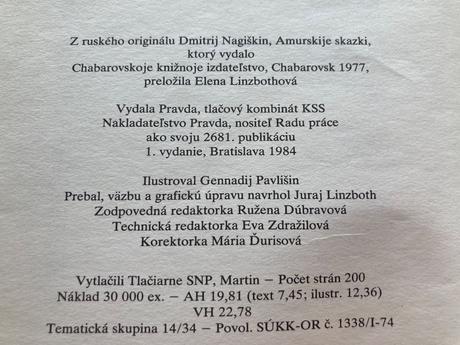 Z ruského originálu Dmitrij Nagiškin, Amurskije skazki,
ktorý vydalo
Chabarovskoje knižnoje izdateľstvo, Chabarovsk 1977,
preložila Elena Linzbothová
Vydala Pravda, tlačový kombinát KSS
Nakladateľstvo Pravda, nositeľ Radu práce
ako svoju 2681. publikáciu
1. vydanie, Bratislava 1984
Ilustroval Gennadij Pavlišin
Prebal, väzbu a grafickú úpravu navrhol Juraj Linzboth
Zodpovedná redaktorka Ružena Dúbravová
Technická redaktorka Eva Zdražilová
Korektorka Mária Ďurisová
Vytlačili Tlačiarne SNP, Martin – Počet strán 200
Náklad 30 000 ex. – AH 19,81 (text 7,45; ilustr. 12,36)
VH 22,78
Tematická skupina 14/34 – Povol. SÚKK-OR č. 1338/I-74